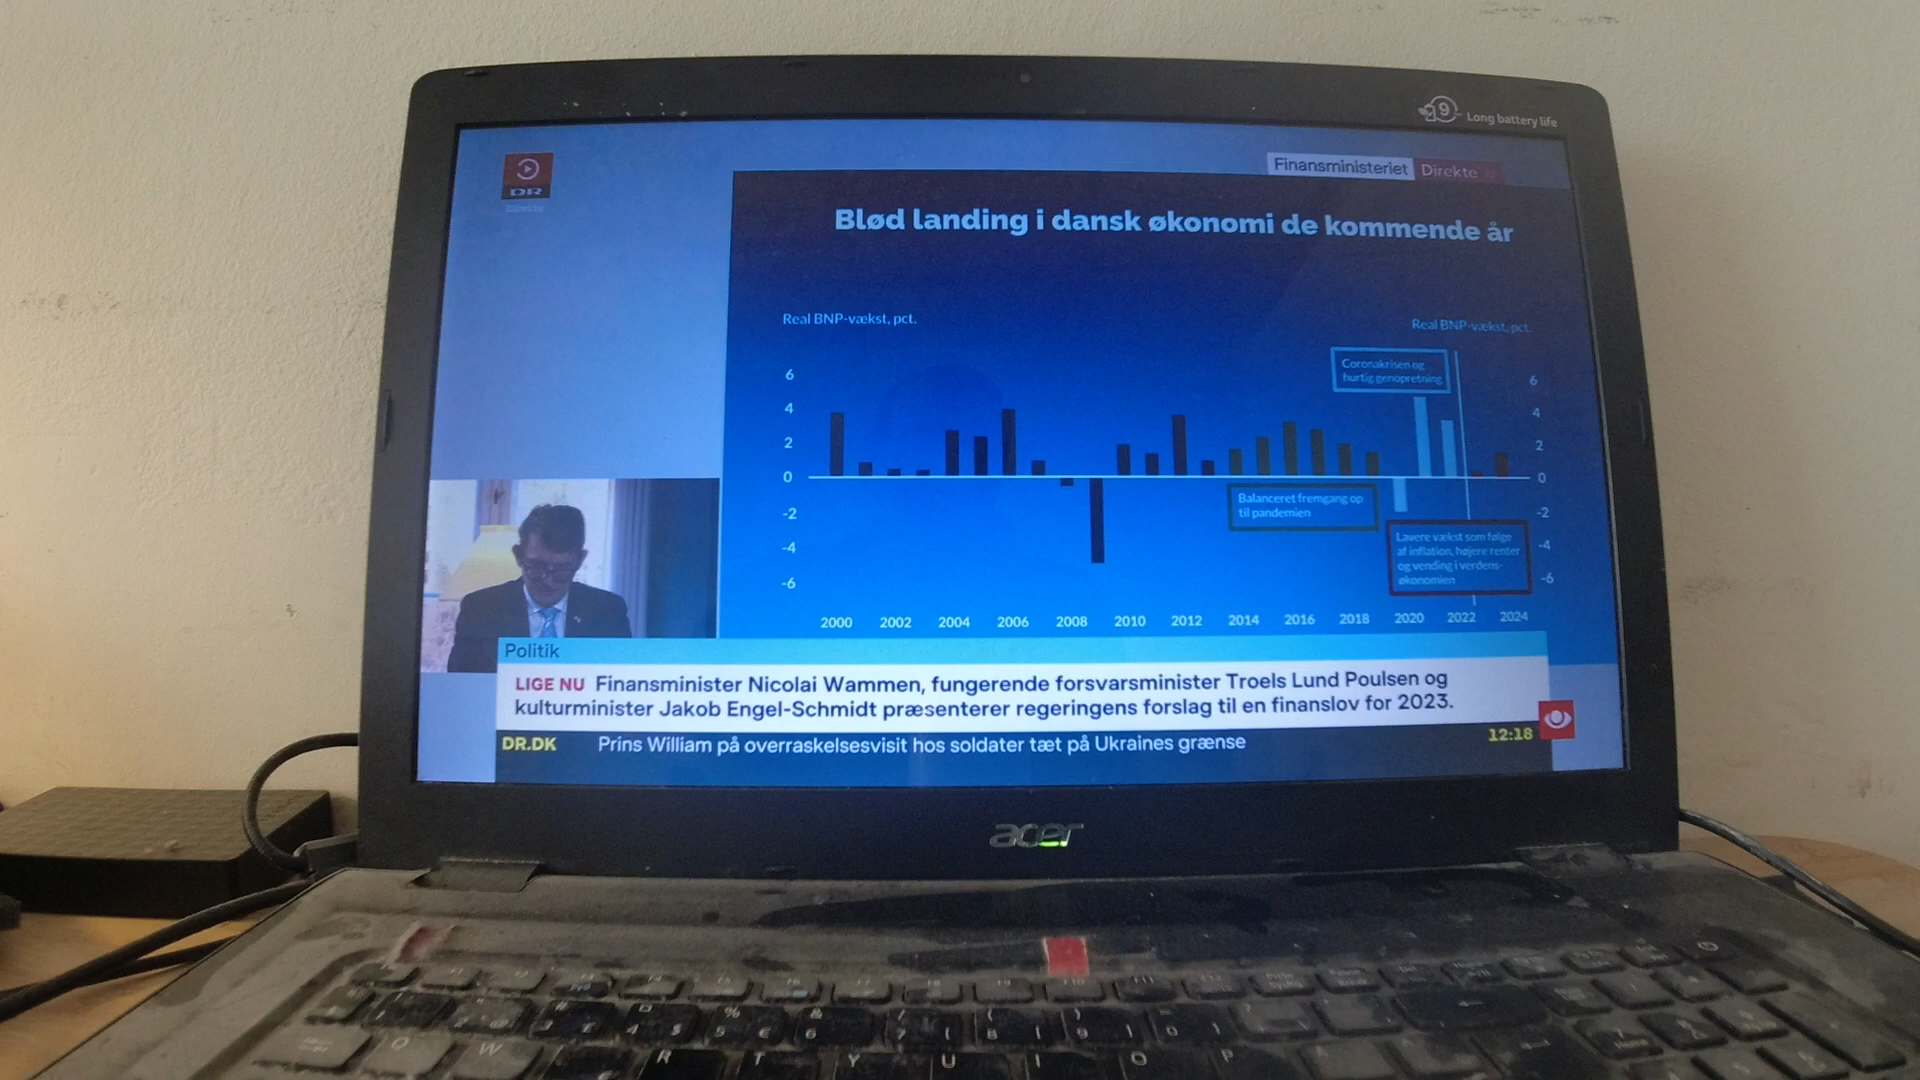 9 Long battery life
DR
Finansministeriet Direkte
Blød landing i dansk økonomi de kommende år
Real BNP-vækst, pct.
Real BNP-vækst, pct.
6
4
2
0
-2
-4
-6
6
4
2
0
-2
-4
-6
Coronakrisen og
hurtig genopretning
Balanceret fremgang op
til pandemien
Lavere vækst som følge
af inflation, højere renter
og vending i verdens-
økonomien
2000 2002 2004 2006 2008 2010 2012 2014 2016 2018 2020 2022 2024
Politik
LIGE NU Finansminister Nicolai Wammen, fungerende forsvarsminister Troels Lund Poulsen og
kulturminister Jakob Engel-Schmidt præsenterer regeringens forslag til en finanslov for 2023.
DR.DK Prins William på overraskelsesvisit hos soldater tæt på Ukraines grænse 12:18
acer
Q W R T Y U I O P